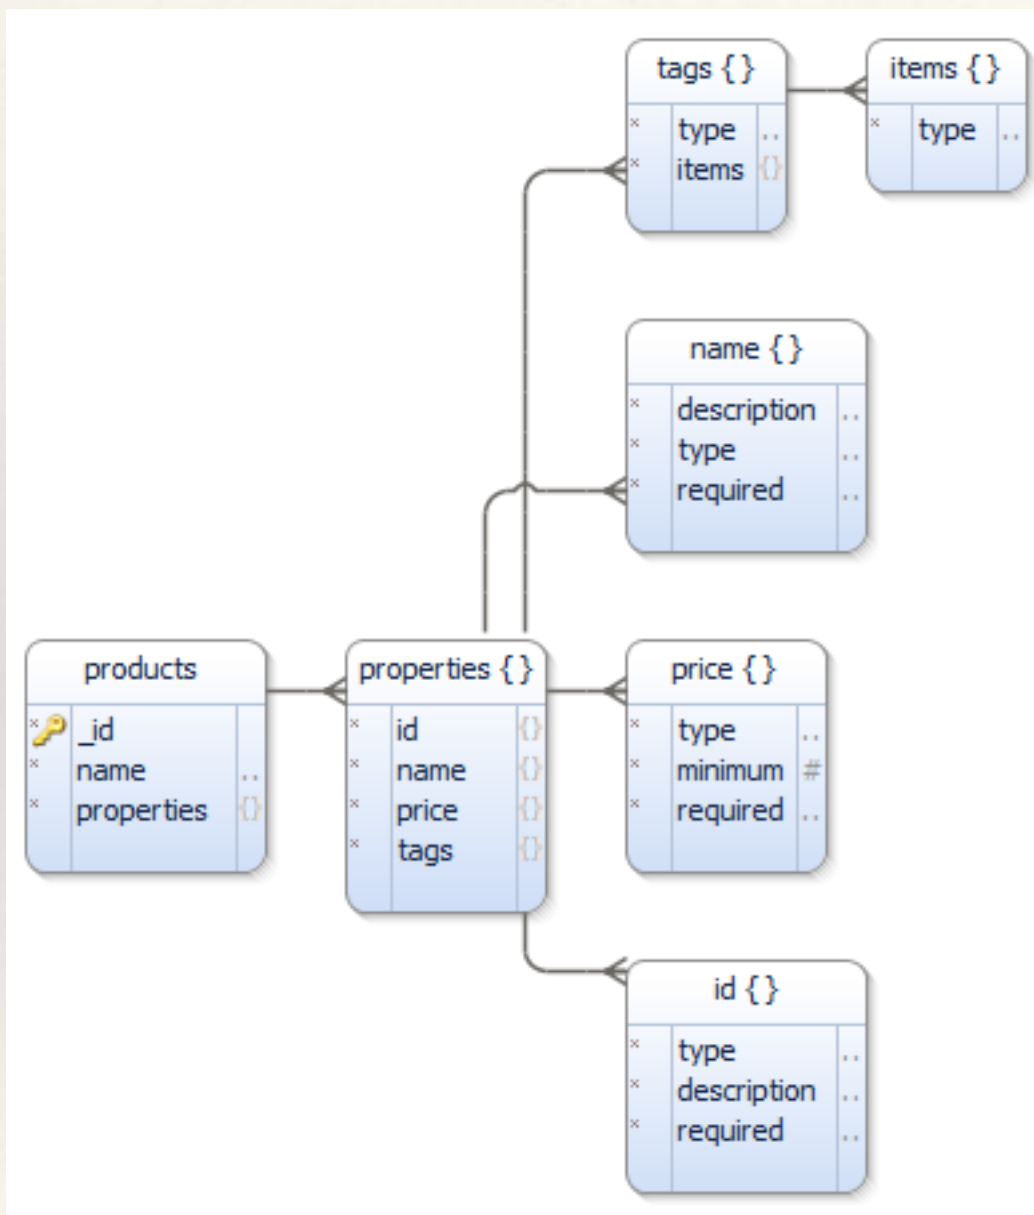 tags {}
type ..
items {}
items {}
type ..
name {}
description ..
type ..
required ..
products
_id
name ..
properties {}
properties {}
id {}
name {}
price {}
tags {}
price {}
type ..
minimum #
required ..
id {}
type ..
description ..
required ..